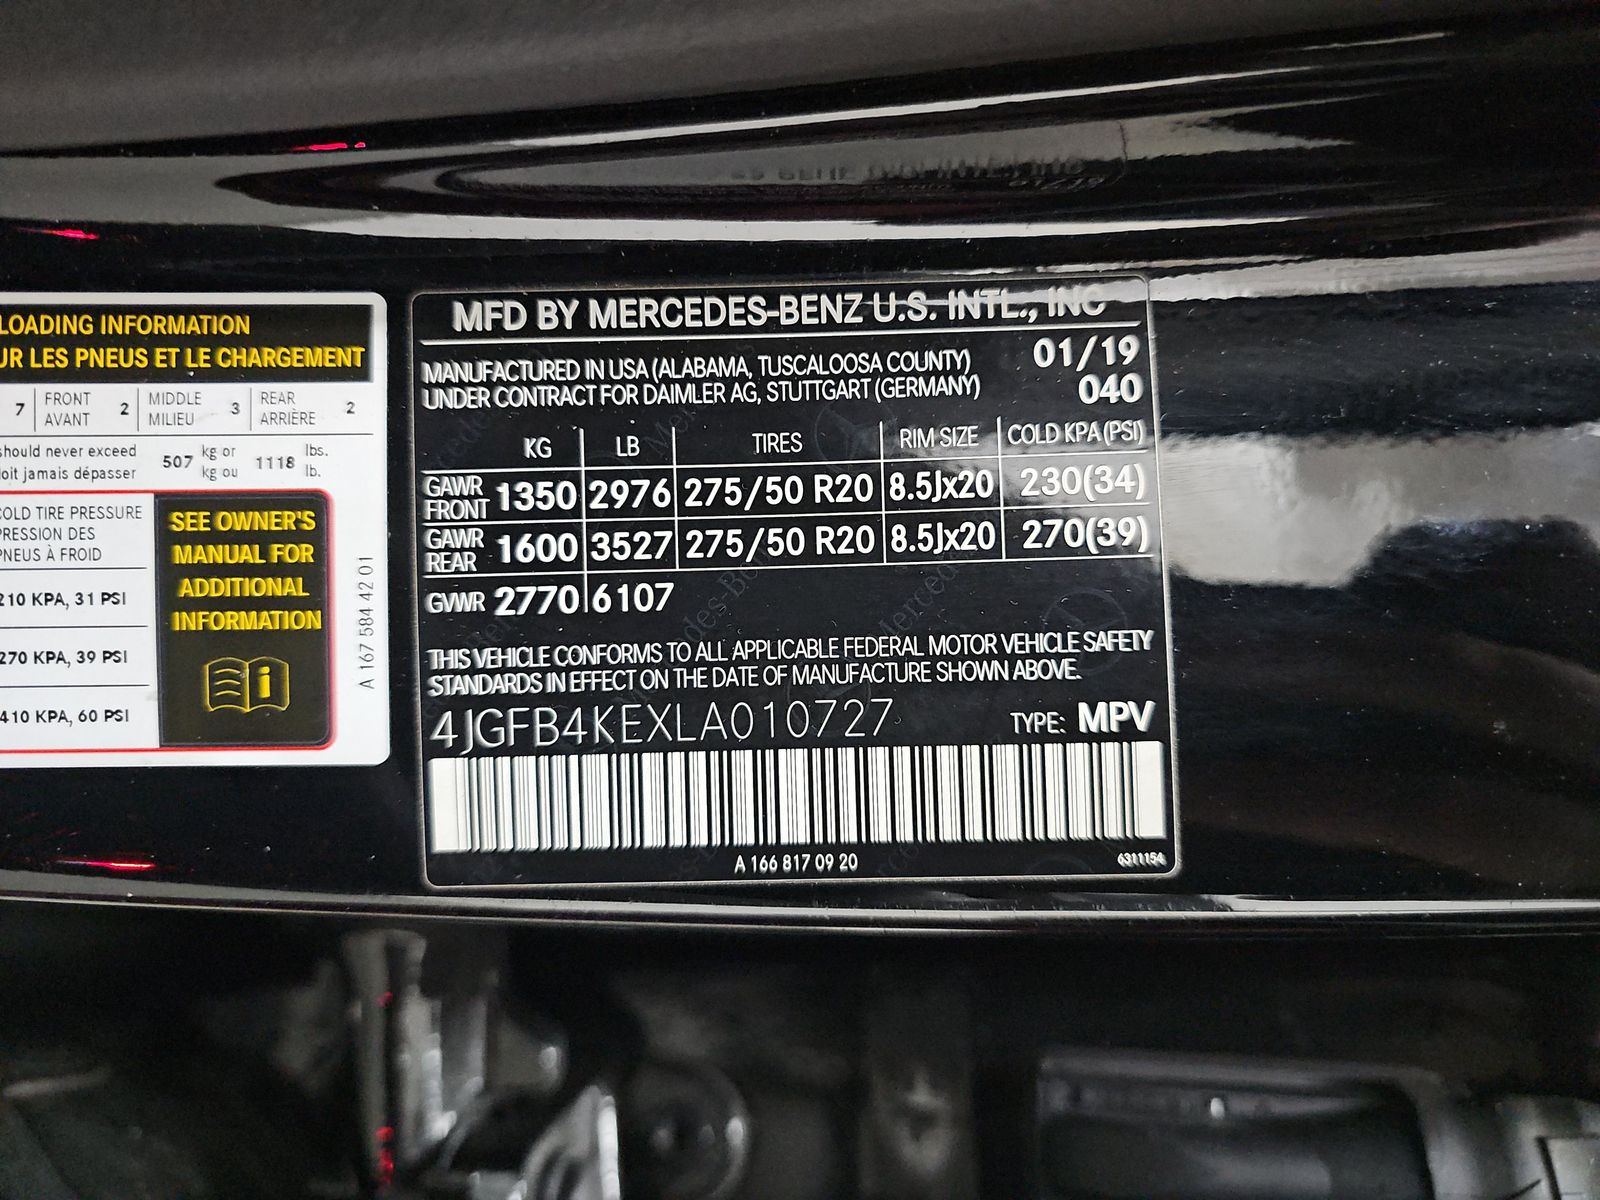 LOADING INFORMATION
UR LES PNEUS ET LE CHARGEMENT
7 FRONT AVANT 2 MIDDLE MILIEU 3 REAR ARRIÈRE 2
should never exceed 507 kg or 1118 lbs.
doit jamais dépasser kg ou lb.
COLD TIRE PRESSURE
PRESSION DES
PNEUS À FROID
210 KPA, 31 PSI
270 KPA, 39 PSI
410 KPA, 60 PSI
SEE OWNER'S
MANUAL FOR
ADDITIONAL
INFORMATION
A 167 584 42 01
MFD BY MERCEDES-BENZ U.S. INTL., INC
MANUFACTURED IN USA (ALABAMA, TUSCALOOSA COUNTY) 01/19
UNDER CONTRACT FOR DAIMLER AG, STUTTGART (GERMANY) 040
KG LB TIRES RIM SIZE COLD KPA (PSI)
GAWR FRONT 1350 2976 275/50 R20 8.5Jx20 230(34)
GAWR REAR 1600 3527 275/50 R20 8.5Jx20 270(39)
GVWR 2770 6107
THIS VEHICLE CONFORMS TO ALL APPLICABLE FEDERAL MOTOR VEHICLE SAFETY
STANDARDS IN EFFECT ON THE DATE OF MANUFACTURE SHOWN ABOVE.
4JGFB4KEXLA010727 TYPE: MPV
A 166 817 09 20 6311154